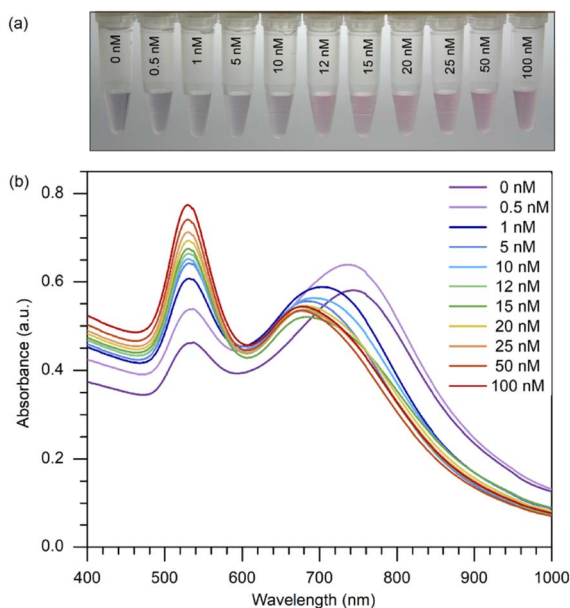 (a)
0 nM
0.5 nM
1 nM
5 nM
10 nM
12 nM
15 nM
20 nM
25 nM
50 nM
100 nM
(b)
0.8
0.6
0.4
0.2
0.0
Absorbance (a.u.)
0 nM
0.5 nM
1 nM
5 nM
10 nM
12 nM
15 nM
20 nM
25 nM
50 nM
100 nM
400 500 600 700 800 900 1000
Wavelength (nm)